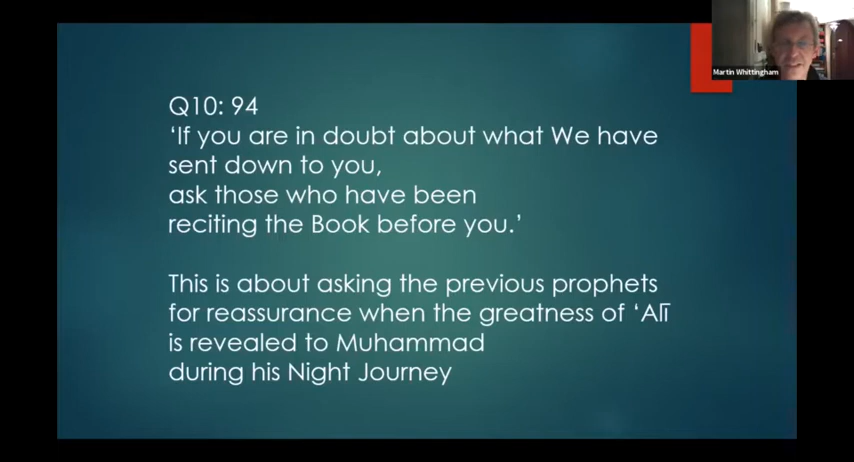 Martin Whittingham
Q10: 94
‘If you are in doubt about what We have
sent down to you,
ask those who have been
reciting the Book before you.’
This is about asking the previous prophets
for reassurance when the greatness of ‘Alī
is revealed to Muhammad
during his Night Journey